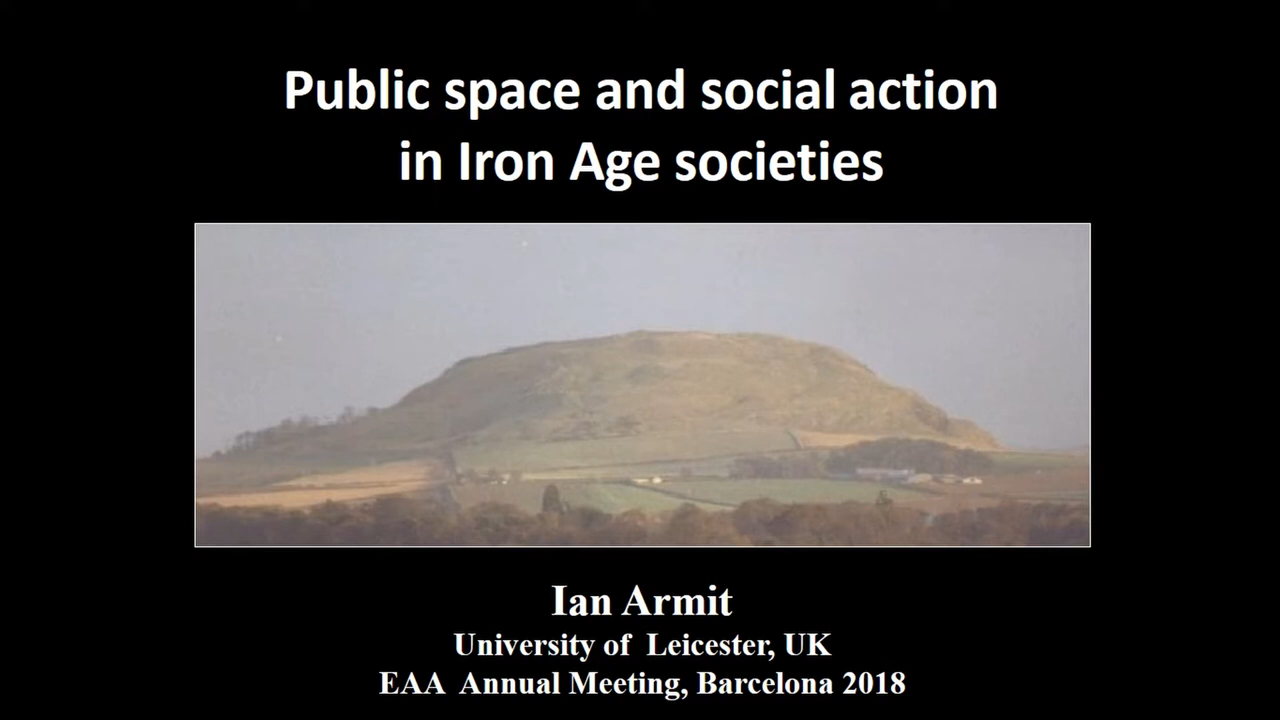 Public space and social action
in Iron Age societies
Ian Armit
University of Leicester, UK
EAA Annual Meeting, Barcelona 2018